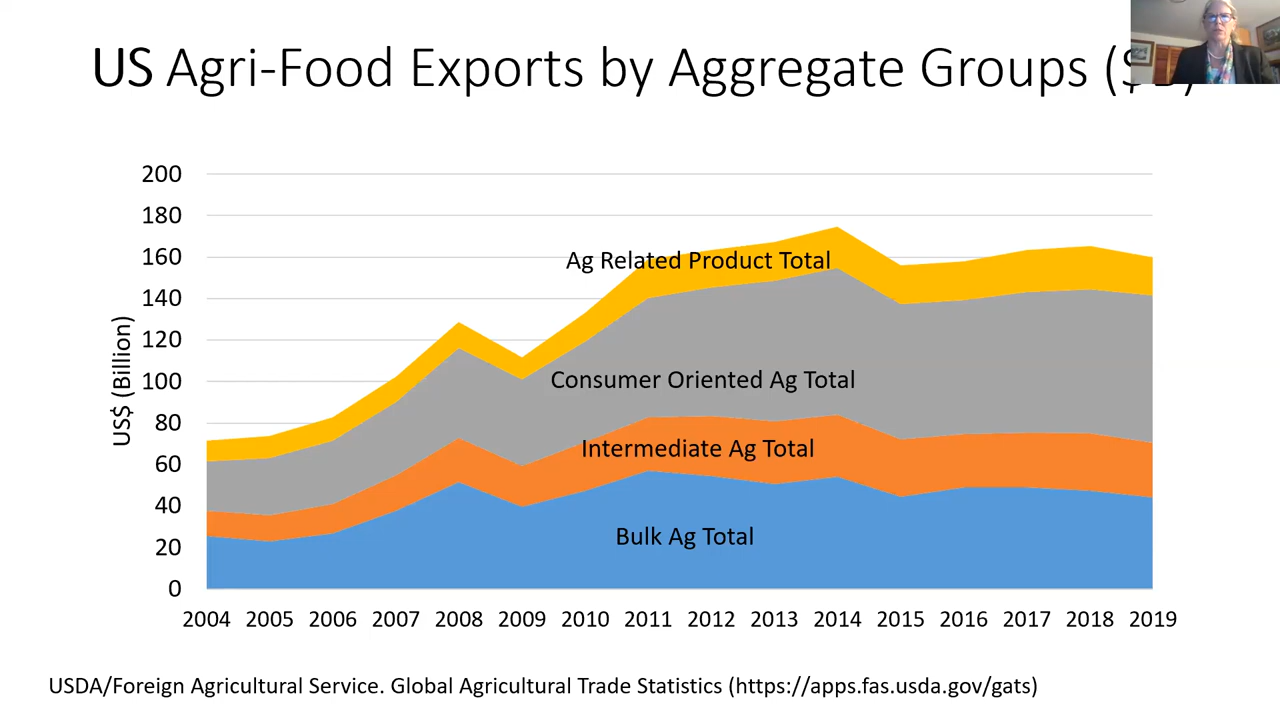 US Agri-Food Exports by Aggregate Groups
200
180
160
140
120
100
80
60
40
20
0
US$ (Billion)
Ag Related Product Total
Consumer Oriented Ag Total
Intermediate Ag Total
Bulk Ag Total
2004 2005 2006 2007 2008 2009 2010 2011 2012 2013 2014 2015 2016 2017 2018 2019
USDA/Foreign Agricultural Service. Global Agricultural Trade Statistics (https://apps.fas.usda.gov/gats)